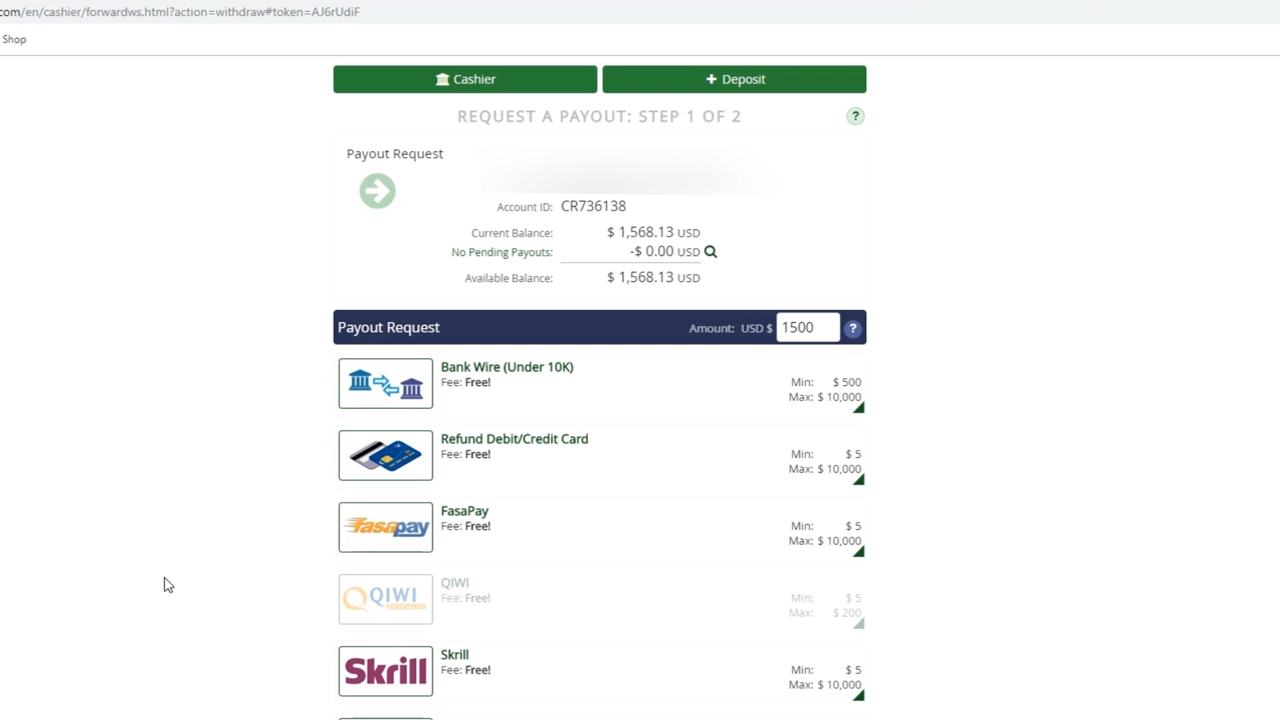 com/en/cashier/forwardws.html?action=withdraw#token=AJ6rUdiF
Shop
Cashier
Deposit
REQUEST A PAYOUT: STEP 1 OF 2
?
Payout Request
Account ID: CR736138
Current Balance: $ 1,568.13 USD
No Pending Payouts: -$ 0.00 USD
Available Balance: $ 1,568.13 USD
Payout Request Amount: USD $ 1500 ?
Bank Wire (Under 10K)
Fee: Free! Min: $ 500
Max: $ 10,000
Refund Debit/Credit Card
Fee: Free! Min: $ 5
Max: $ 10,000
fasapay
FasaPay
Fee: Free! Min: $ 5
Max: $ 10,000
QIWI
QIWI
Fee: Free! Min: $ 5
Max: $ 200
Skrill
Skrill
Fee: Free! Min: $ 5
Max: $ 10,000